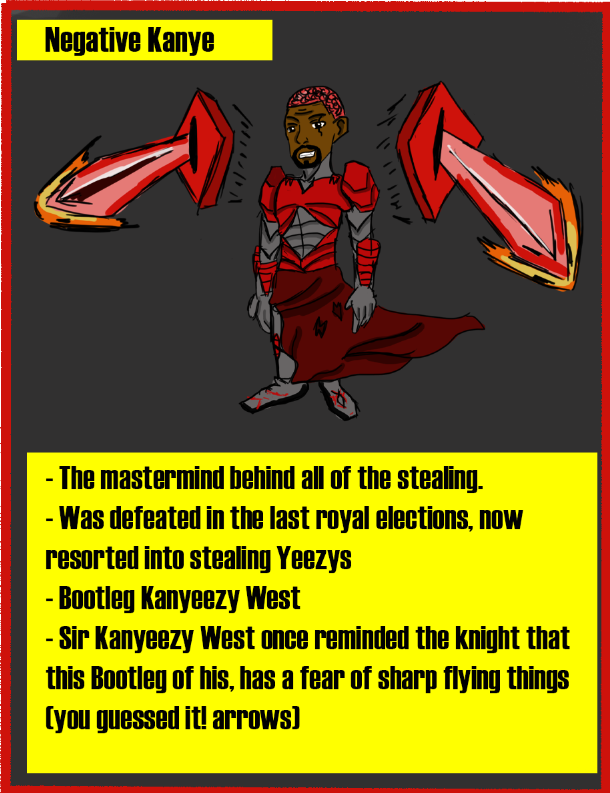 Negative Kanye
- The mastermind behind all of the stealing.
- Was defeated in the last royal elections, now
resorted into stealing Yeezys
- Bootleg Kanyeezy West
- Sir Kanyeezy West once reminded the knight that
this Bootleg of his, has a fear of sharp flying things
(you guessed it! arrows)